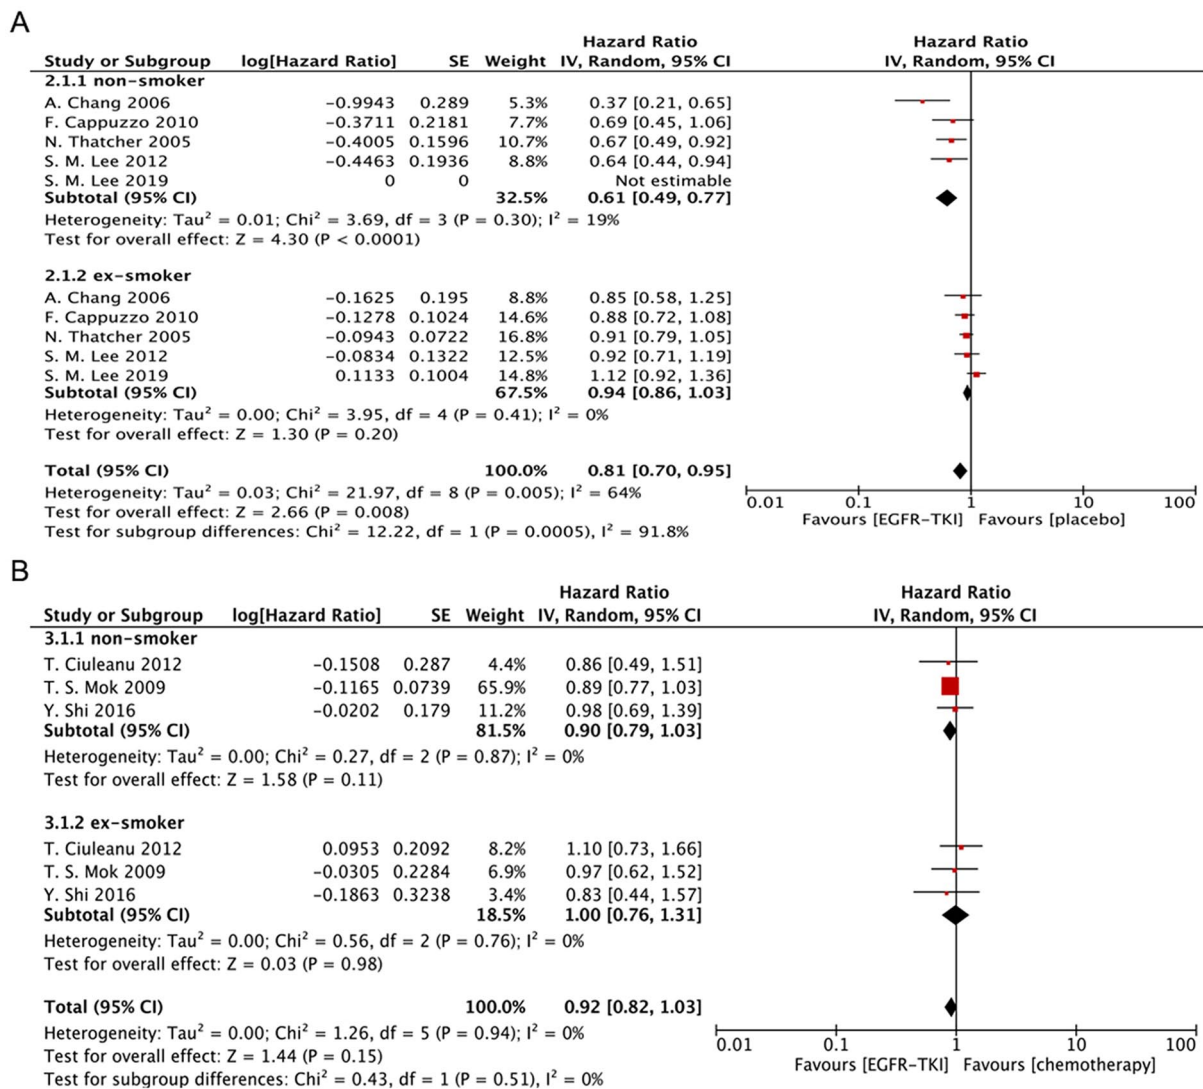 A
Hazard Ratio Hazard Ratio
Study or Subgroup log[Hazard Ratio] SE Weight IV, Random, 95% CI IV, Random, 95% CI
2.1.1 non-smoker
A. Chang 2006 -0.9943 0.289 5.3% 0.37 [0.21, 0.65]
F. Cappuzzo 2010 -0.3711 0.2181 7.7% 0.69 [0.45, 1.06]
N. Thatcher 2005 -0.4005 0.1596 10.7% 0.67 [0.49, 0.92]
S. M. Lee 2012 -0.4463 0.1936 8.8% 0.64 [0.44, 0.94]
S. M. Lee 2019 0 0 Not estimable
Subtotal (95% CI) 32.5% 0.61 [0.49, 0.77]
Heterogeneity: Tau² = 0.01; Chi² = 3.69, df = 3 (P = 0.30); I² = 19%
Test for overall effect: Z = 4.30 (P < 0.0001)
2.1.2 ex-smoker
A. Chang 2006 -0.1625 0.195 8.8% 0.85 [0.58, 1.25]
F. Cappuzzo 2010 -0.1278 0.1024 14.6% 0.88 [0.72, 1.08]
N. Thatcher 2005 -0.0943 0.0722 16.8% 0.91 [0.79, 1.05]
S. M. Lee 2012 -0.0834 0.1322 12.5% 0.92 [0.71, 1.19]
S. M. Lee 2019 0.1133 0.1004 14.8% 1.12 [0.92, 1.36]
Subtotal (95% CI) 67.5% 0.94 [0.86, 1.03]
Heterogeneity: Tau² = 0.00; Chi² = 3.95, df = 4 (P = 0.41); I² = 0%
Test for overall effect: Z = 1.30 (P = 0.20)
Total (95% CI) 100.0% 0.81 [0.70, 0.95]
Heterogeneity: Tau² = 0.03; Chi² = 21.97, df = 8 (P = 0.005); I² = 64%
Test for overall effect: Z = 2.66 (P = 0.008)
Test for subgroup differences: Chi² = 12.22, df = 1 (P = 0.0005), I² = 91.8%
0.01 0.1 1 10 100
Favours [EGFR-TKI] Favours [placebo]
B
Hazard Ratio Hazard Ratio
Study or Subgroup log[Hazard Ratio] SE Weight IV, Random, 95% CI IV, Random, 95% CI
3.1.1 non-smoker
T. Ciuleanu 2012 -0.1508 0.287 4.4% 0.86 [0.49, 1.51]
T. S. Mok 2009 -0.1165 0.0739 65.9% 0.89 [0.77, 1.03]
Y. Shi 2016 -0.0202 0.179 11.2% 0.98 [0.69, 1.39]
Subtotal (95% CI) 81.5% 0.90 [0.79, 1.03]
Heterogeneity: Tau² = 0.00; Chi² = 0.27, df = 2 (P = 0.87); I² = 0%
Test for overall effect: Z = 1.58 (P = 0.11)
3.1.2 ex-smoker
T. Ciuleanu 2012 0.0953 0.2092 8.2% 1.10 [0.73, 1.66]
T. S. Mok 2009 -0.0305 0.2284 6.9% 0.97 [0.62, 1.52]
Y. Shi 2016 -0.1863 0.3238 3.4% 0.83 [0.44, 1.57]
Subtotal (95% CI) 18.5% 1.00 [0.76, 1.31]
Heterogeneity: Tau² = 0.00; Chi² = 0.56, df = 2 (P = 0.76); I² = 0%
Test for overall effect: Z = 0.03 (P = 0.98)
Total (95% CI) 100.0% 0.92 [0.82, 1.03]
Heterogeneity: Tau² = 0.00; Chi² = 1.26, df = 5 (P = 0.94); I² = 0%
Test for overall effect: Z = 1.44 (P = 0.15)
Test for subgroup differences: Chi² = 0.43, df = 1 (P = 0.51), I² = 0%
0.01 0.1 1 10 100
Favours [EGFR-TKI] Favours [chemotherapy]